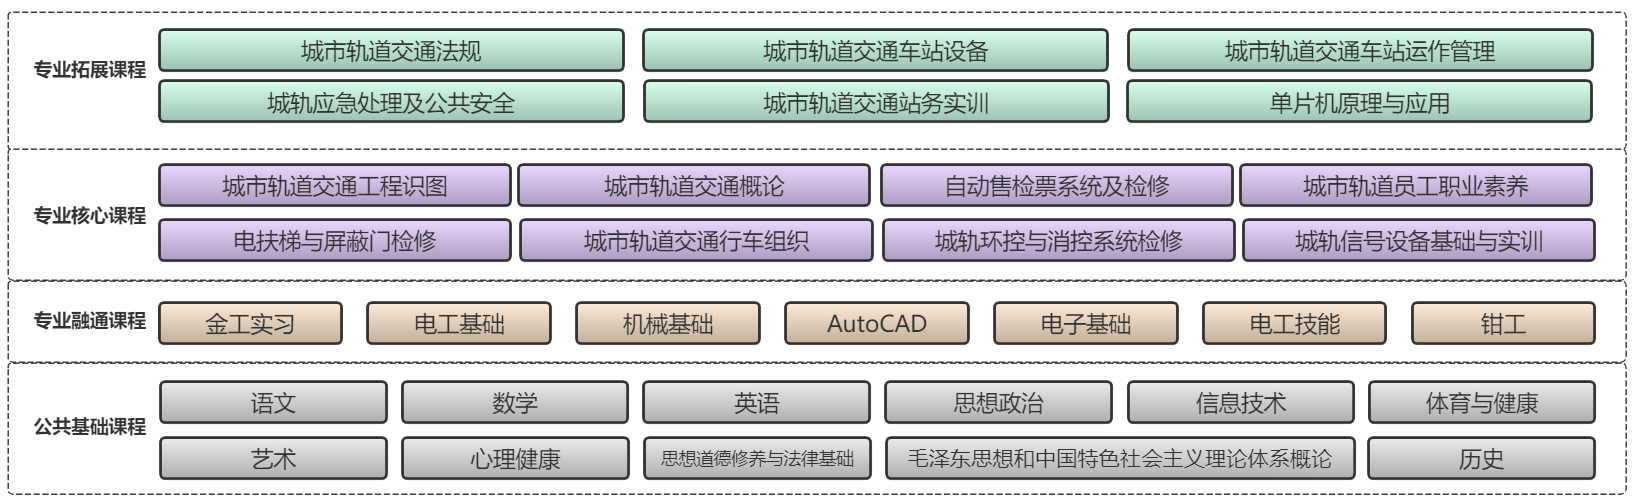 专业拓展课程
城市轨道交通法规
城市轨道交通车站设备
城市轨道交通车站运作管理
城轨应急处理及公共安全
城市轨道交通站务实训
单片机原理与应用
专业核心课程
城市轨道交通工程识图
城市轨道交通概论
自动售检票系统及检修
城市轨道员工职业素养
电扶梯与屏蔽门检修
城市轨道交通行车组织
城轨环控与消控系统检修
城轨信号设备基础与实训
专业融通课程
金工实习
电工基础
机械基础
AutoCAD
电子基础
电工技能
钳工
公共基础课程
语文
数学
英语
思想政治
信息技术
体育与健康
艺术
心理健康
思想道德修养与法律基础
毛泽东思想和中国特色社会主义理论体系概论
历史